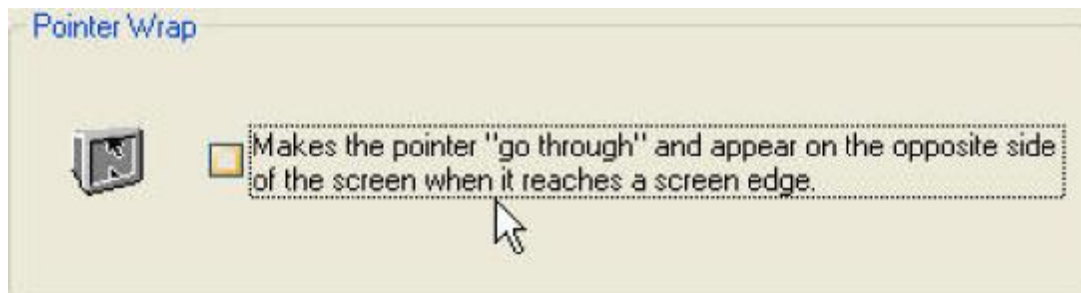 Pointer Wrap
Makes the pointer "go through" and appear on the opposite side
of the screen when it reaches a screen edge.